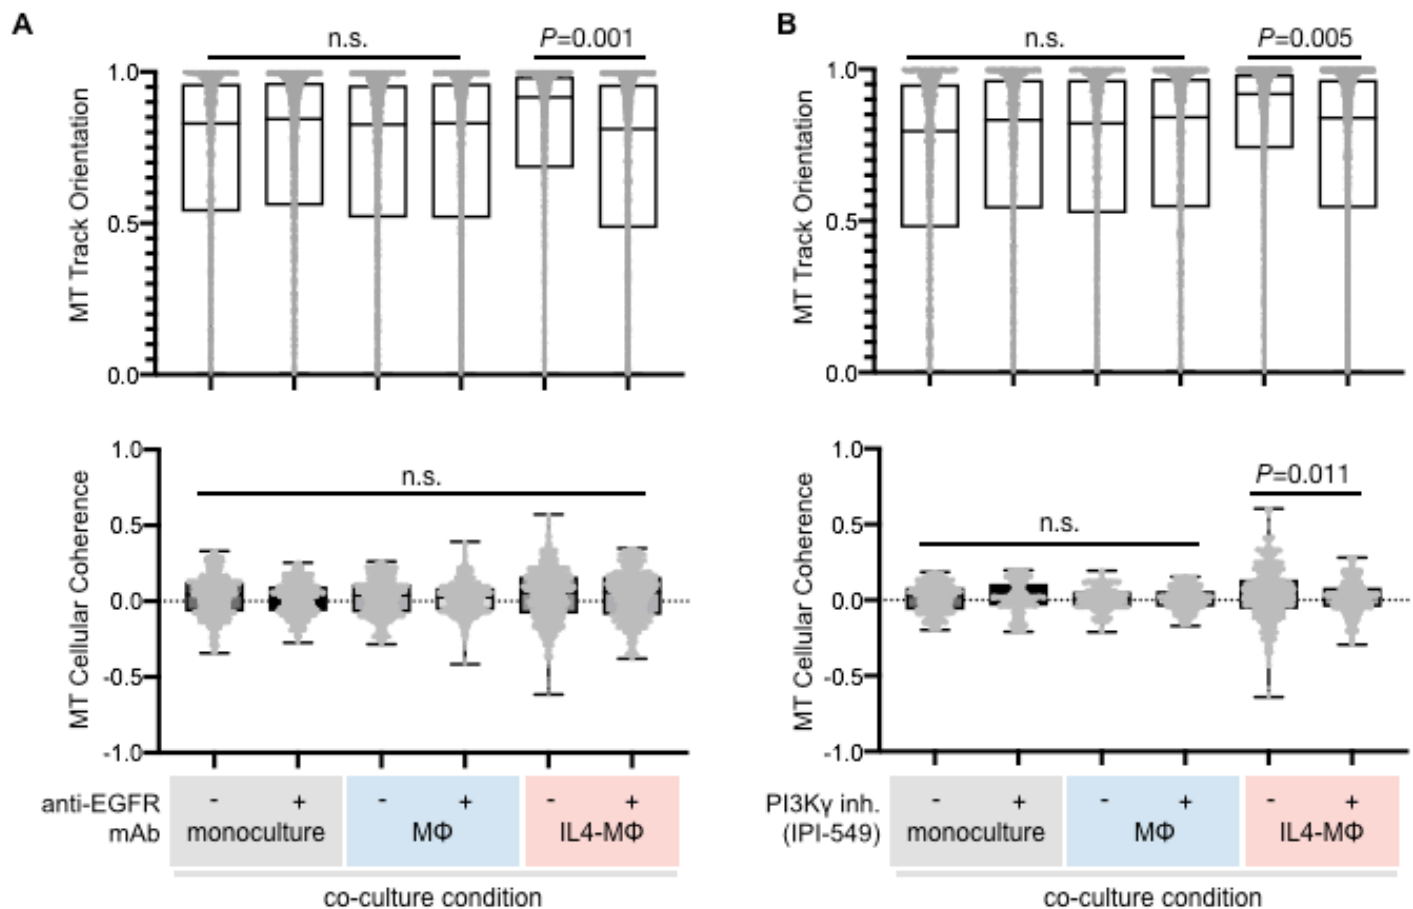 A
n.s.
P=0.001
1.0
0.5
0.0
MT Track Orientation
1.0
0.5
0.0
-0.5
-1.0
MT Cellular Coherence
n.s.
anti-EGFR - + - + - +
mAb monoculture MΦ IL4-MΦ
co-culture condition
B
n.s.
P=0.005
1.0
0.5
0.0
MT Track Orientation
1.0
0.5
0.0
-0.5
-1.0
MT Cellular Coherence
n.s.
P=0.011
PI3Kγ inh. - + - + - +
(IPI-549) monoculture MΦ IL4-MΦ
co-culture condition